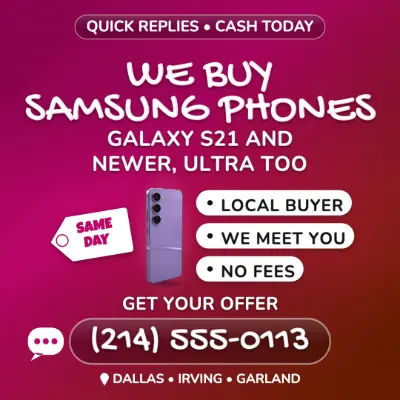 QUICK REPLIES • CASH TODAY
WE BUY
SAMSUNG PHONES
GALAXY S21 AND
NEWER, ULTRA TOO
SAME
DAY
• LOCAL BUYER
• WE MEET YOU
• NO FEES
GET YOUR OFFER
(214) 555-0113
DALLAS • IRVING • GARLAND